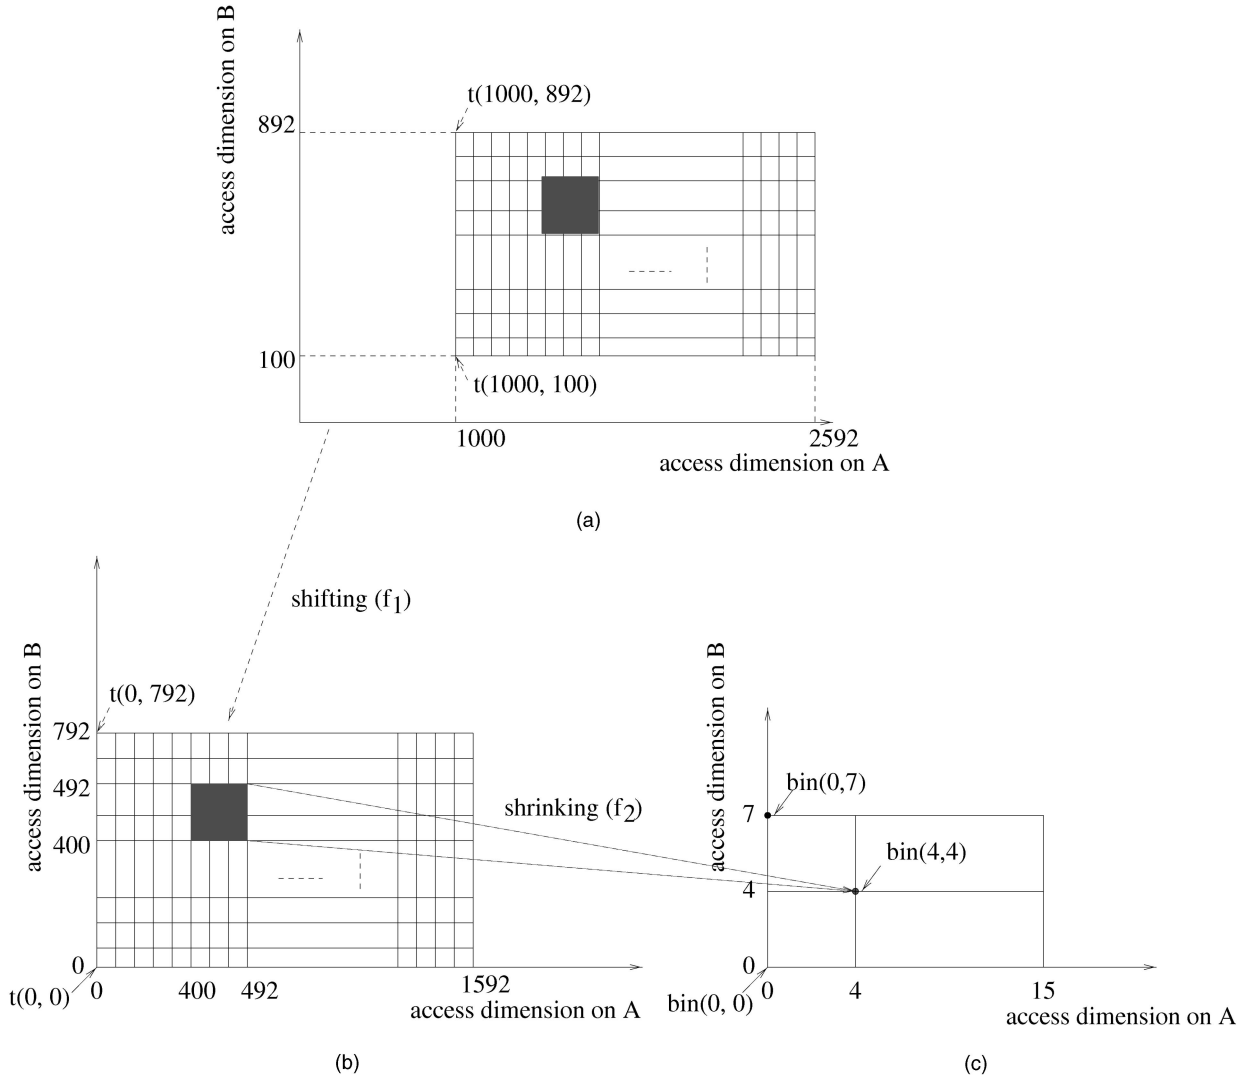 access dimension on B
t(1000, 892)
892
100
t(1000, 100)
1000
2592
access dimension on A
(a)
shifting (f1)
access dimension on B
t(0, 792)
792
492
400
0
t(0, 0)
0
400
492
1592
access dimension on A
(b)
shrinking (f2)
access dimension on B
bin(0,7)
7
bin(4,4)
4
0
bin(0, 0)
0
4
15
access dimension on A
(c)